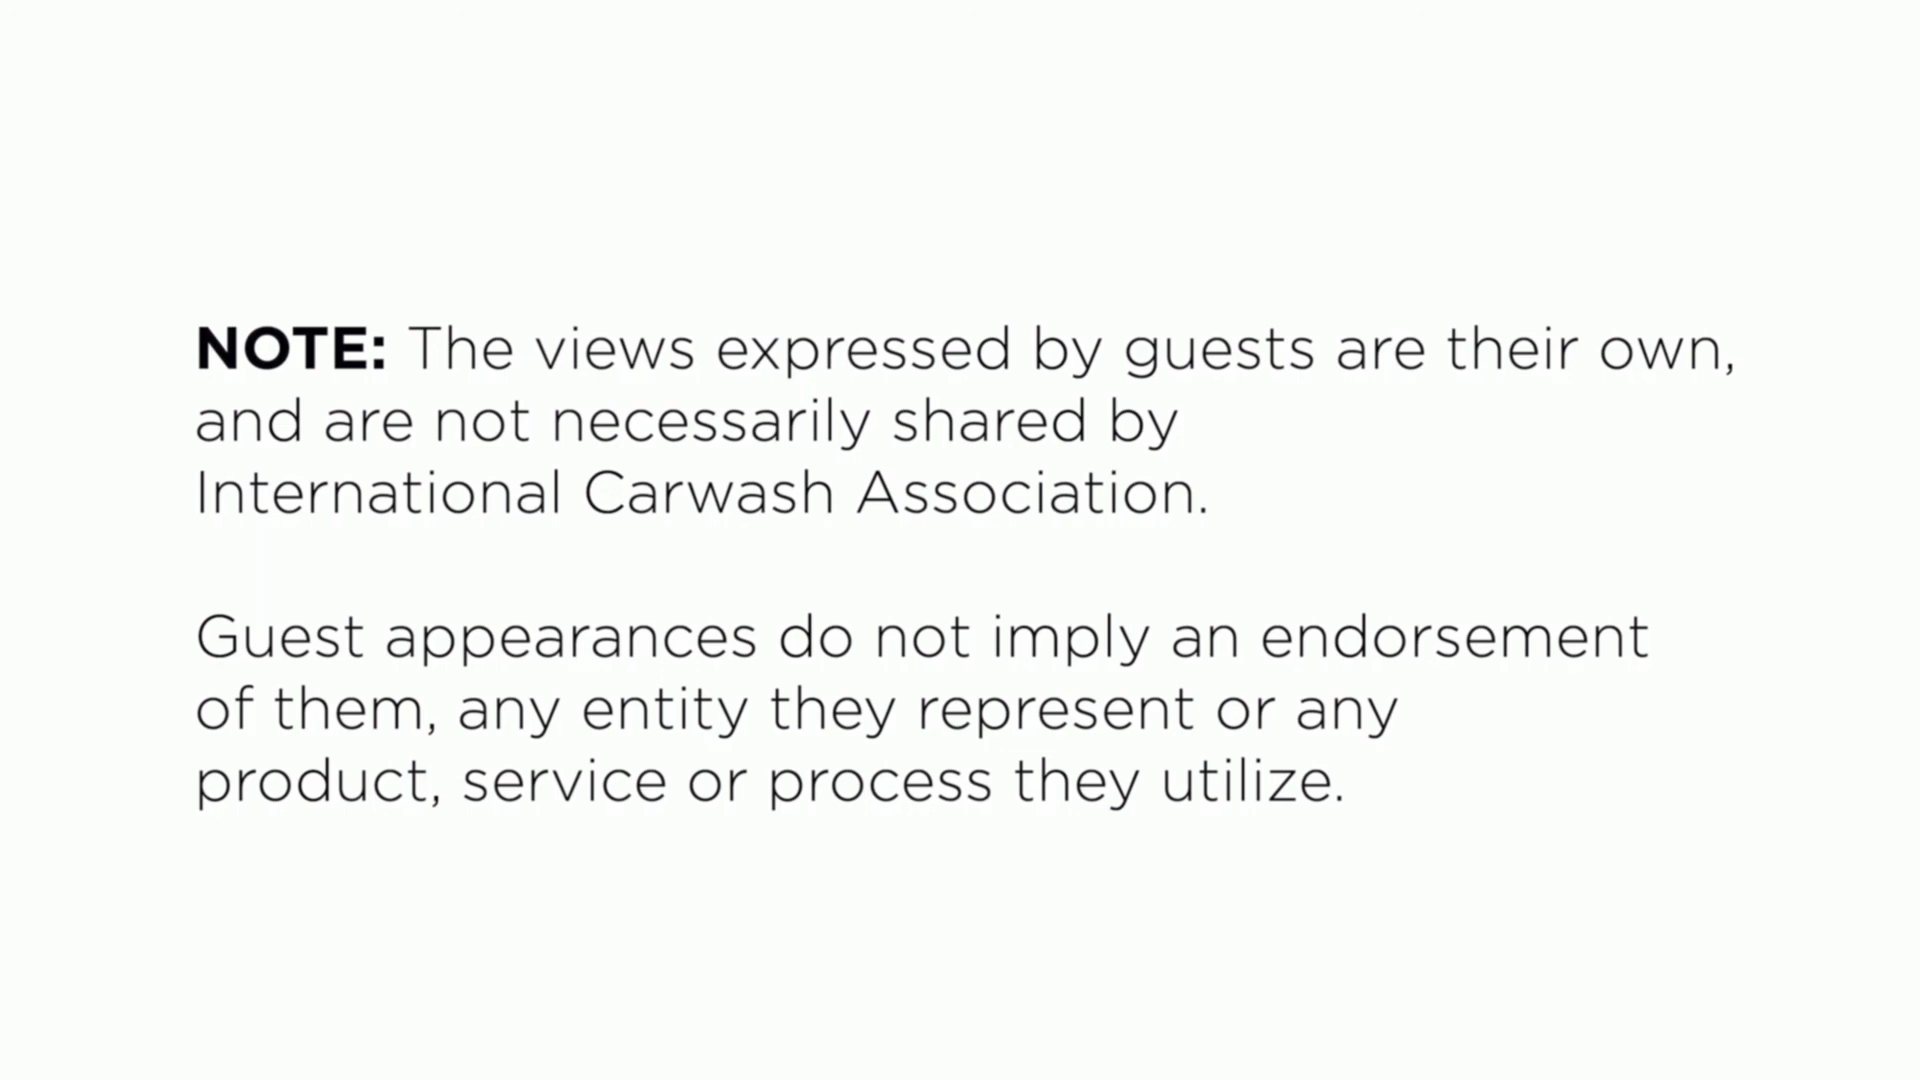 NOTE: The views expressed by guests are their own,
and are not necessarily shared by
International Carwash Association.
Guest appearances do not imply an endorsement
of them, any entity they represent or any
product, service or process they utilize.